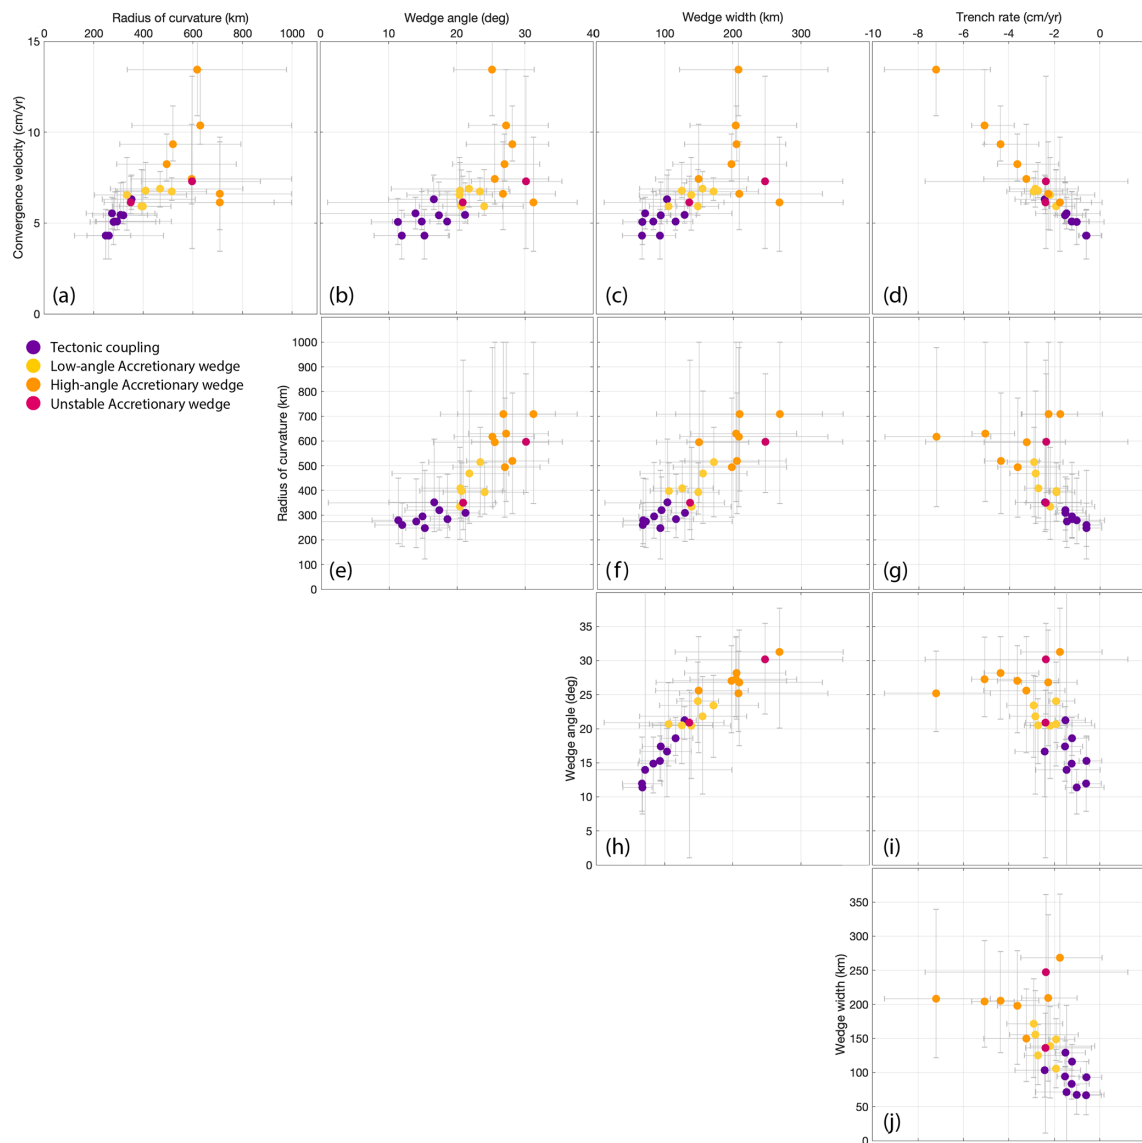 Radius of curvature (km)
Wedge angle (deg)
Wedge width (km)
Trench rate (cm/yr)
0 200 400 600 800 1000
0 10 20 30 40
100 200 300
-10 -8 -6 -4 -2 0
Convergence velocity (cm/yr)
15
10
5
0
(a)
(b)
(c)
(d)
Tectonic coupling
Low-angle Accretionary wedge
High-angle Accretionary wedge
Unstable Accretionary wedge
Radius of curvature (km)
1000
900
800
700
600
500
400
300
200
100
0
(e)
(f)
(g)
Wedge angle (deg)
35
30
25
20
15
10
5
0
(h)
(i)
Wedge width (km)
350
300
250
200
150
100
50
0
(j)